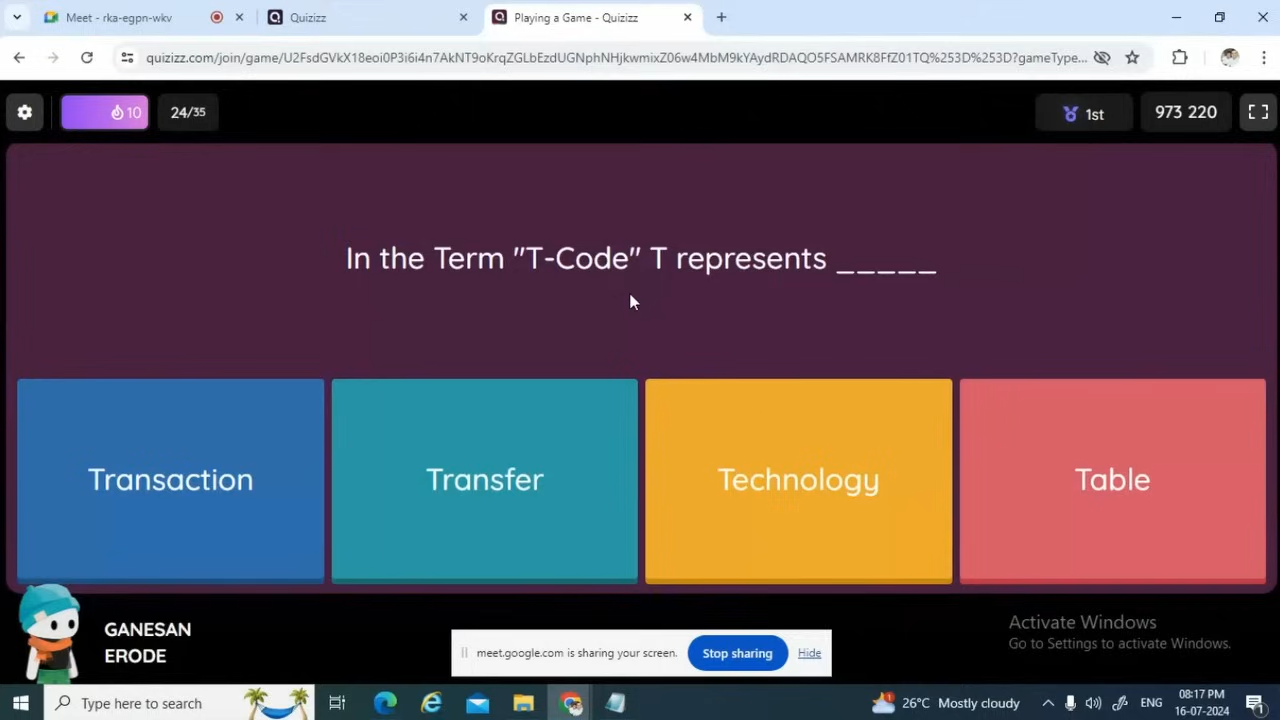 Meet - rka-egpn-wkv
Quizizz
Playing a Game - Quizizz
quizizz.com/join/game/U2FsdGVkX18eoi0P3i6i4n7AkNT9oKrqZGLbEzdUGNphNHjkwmixZ06w4MbM9kYAydRDAQO5FSAMRK8FfZ01TQ%253D%253D?gameType...
10
24/35
1st
973 220
In the Term "T-Code" T represents _____
Transaction
Transfer
Technology
Table
GANESAN
ERODE
meet.google.com is sharing your screen.
Stop sharing
Hide
Activate Windows
Go to Settings to activate Windows.
Type here to search
26°C Mostly cloudy
ENG
08:17 PM
16-07-2024
1